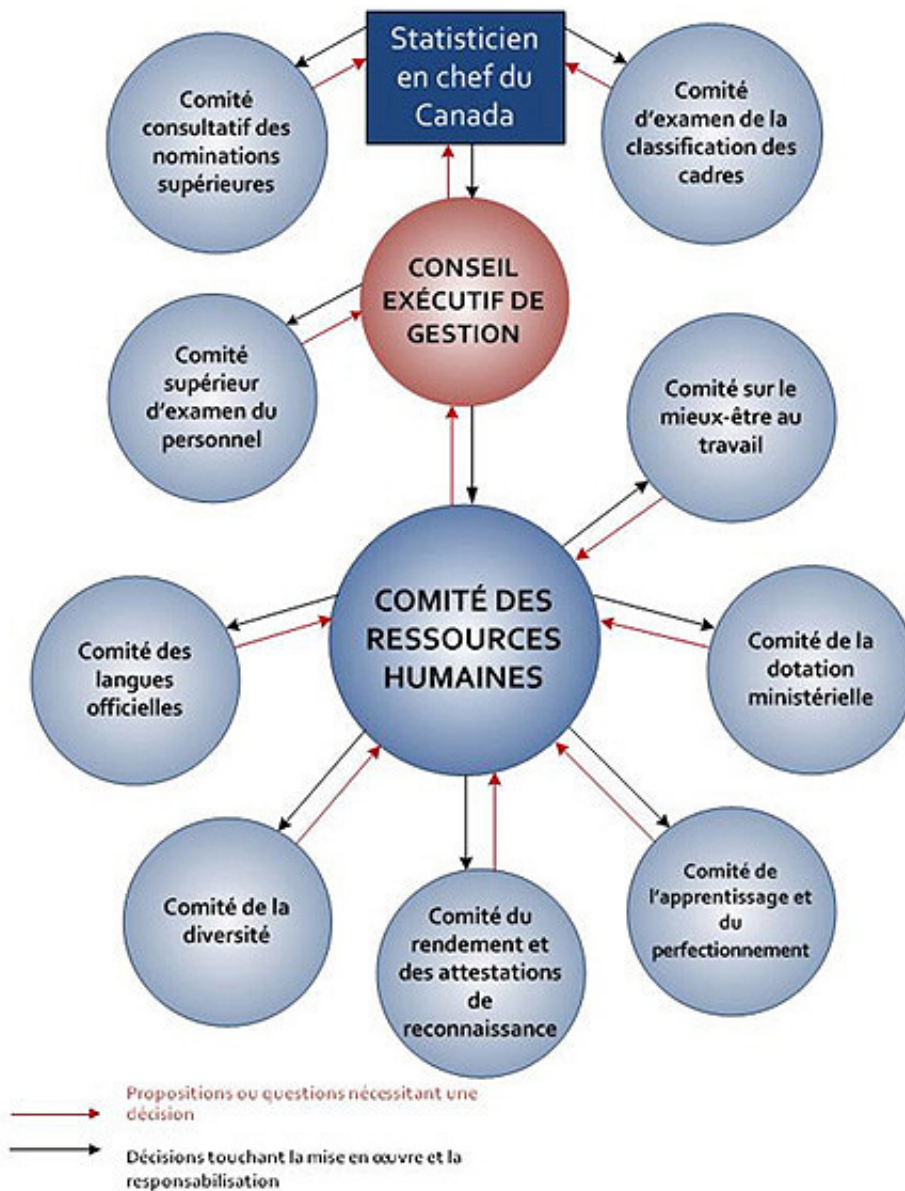 Statisticien
en chef du
Canada
Comité
consultatif des
nominations
supérieures
Comité
d'examen de la
classification des
cadres
CONSEIL
EXÉCUTIF DE
GESTION
Comité
supérieur
d'examen du
personnel
Comité sur le
mieux-être au
travail
COMITÉ DES
RESSOURCES
HUMAINES
Comité des
langues
officielles
Comité de la
dotation
ministérielle
Comité de la
diversité
Comité du
rendement et
des attestations
de
reconnaissance
Comité de
l'apprentissage et
du
perfectionnement
Propositions ou questions nécessitant une
décision
Décisions touchant la mise en œuvre et la
responsabilisation